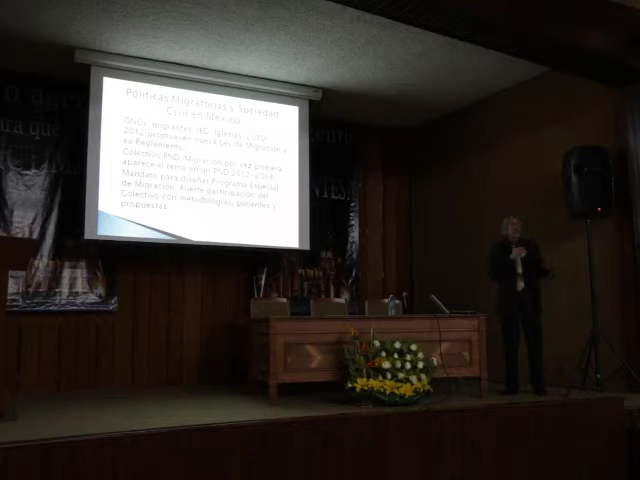 Políticas Migratorias y Sociedad
Civil en México
ONGs, migrantes, IED, Iglesias, 2010-
2012 promueven nueva Ley de Migración y
su Reglamento.
Colectivo PND. Migración por vez primera
aparece el tema en un PND 2012-2018.
Mandato para diseñar Programa Especial
de Migración. Fuerte participación del
Colectivo con metodologías, ponentes y
propuestas.